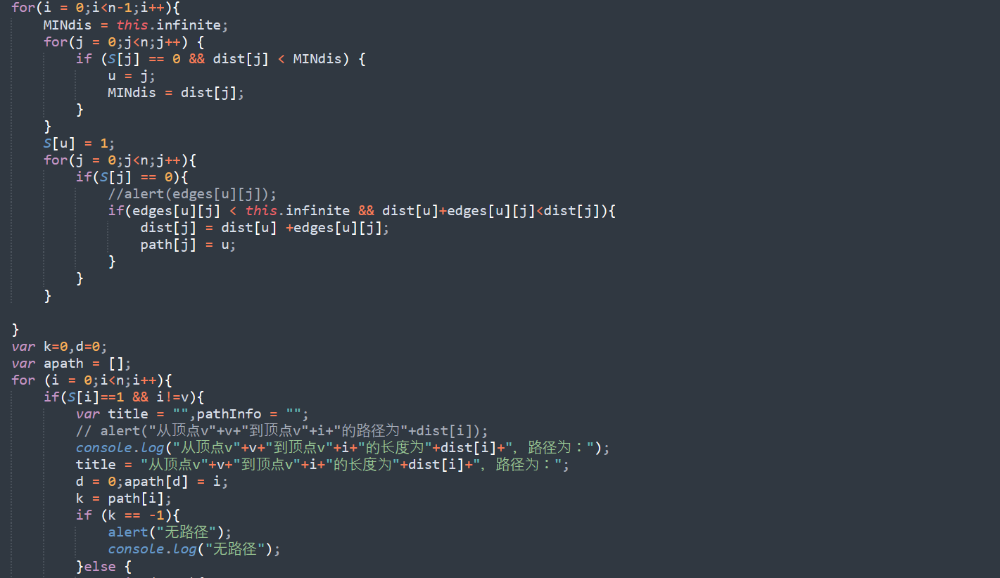 for(i = 0;i<n-1;i++){
MINdis = this.infinite;
for(j = 0;j<n;j++) {
if (S[j] == 0 && dist[j] < MINdis) {
u = j;
MINdis = dist[j];
}
}
S[u] = 1;
for(j = 0;j<n;j++){
if(S[j] == 0){
//alert(edges[u][j]);
if(edges[u][j] < this.infinite && dist[u]+edges[u][j]<dist[j]){
dist[j] = dist[u] +edges[u][j];
path[j] = u;
}
}
}
}
var k=0,d=0;
var apath = [];
for (i = 0;i<n;i++){
if(S[i]==1 && i!=v){
var title = "",pathInfo = "";
// alert("从顶点v"+v+"到顶点v"+i+"的路径为"+dist[i]);
console.log("从顶点v"+v+"到顶点v"+i+"的长度为"+dist[i]+", 路径为：");
title = "从顶点v"+v+"到顶点v"+i+"的长度为"+dist[i]+", 路径为：";
d = 0;apath[d] = i;
k = path[i];
if (k == -1){
alert("无路径");
console.log("无路径");
}else {